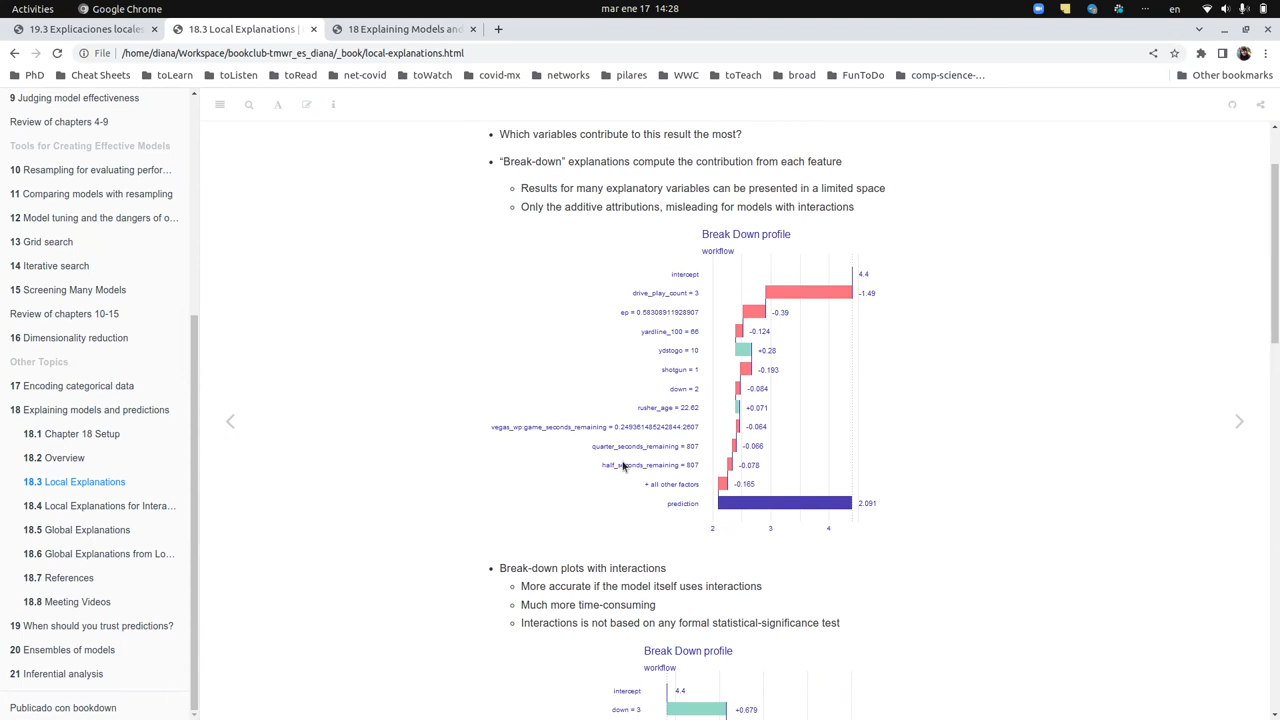 Activities
Google Chrome
mar ene 17 14:28
en
19.3 Explicaciones locales
18.3 Local Explanations |
18 Explaining Models and
File
/home/diana/Workspace/bookclub-tmwr_es_diana/_book/local-explanations.html
PhD
Cheat Sheets
toLearn
toListen
toRead
net-covid
toWatch
covid-mx
networks
pilares
WWC
toTeach
broad
FunToDo
comp-science-...
Other bookmarks
9 Judging model effectiveness
Review of chapters 4-9
Tools for Creating Effective Models
10 Resampling for evaluating perfor...
11 Comparing models with resampling
12 Model tuning and the dangers of o...
13 Grid search
14 Iterative search
15 Screening Many Models
Review of chapters 10-15
16 Dimensionality reduction
Other Topics
17 Encoding categorical data
18 Explaining models and predictions
18.1 Chapter 18 Setup
18.2 Overview
18.3 Local Explanations
18.4 Local Explanations for Intera...
18.5 Global Explanations
18.6 Global Explanations from Lo...
18.7 References
18.8 Meeting Videos
19 When should you trust predictions?
20 Ensembles of models
21 Inferential analysis
Publicado con bookdown
• Which variables contribute to this result the most?
• “Break-down” explanations compute the contribution from each feature
Results for many explanatory variables can be presented in a limited space
Only the additive attributions, misleading for models with interactions
Break Down profile
workflow
intercept 4.4
drive_play_count = 3 -1.49
ep = 0.58308911928907 -0.39
yardline_100 = 66 -0.124
ydstogo = 10 +0.28
shotgun = 1 -0.193
down = 2 -0.084
rusher_age = 22.62 +0.071
vegas_wp:game_seconds_remaining = 0.249361485242844:2607 -0.064
quarter_seconds_remaining = 807 -0.066
half_seconds_remaining = 807 -0.078
+ all other factors -0.165
prediction 2.091
2 3 4
• Break-down plots with interactions
More accurate if the model itself uses interactions
Much more time-consuming
Interactions is not based on any formal statistical-significance test
Break Down profile
workflow
intercept 4.4
down = 3 +0.679